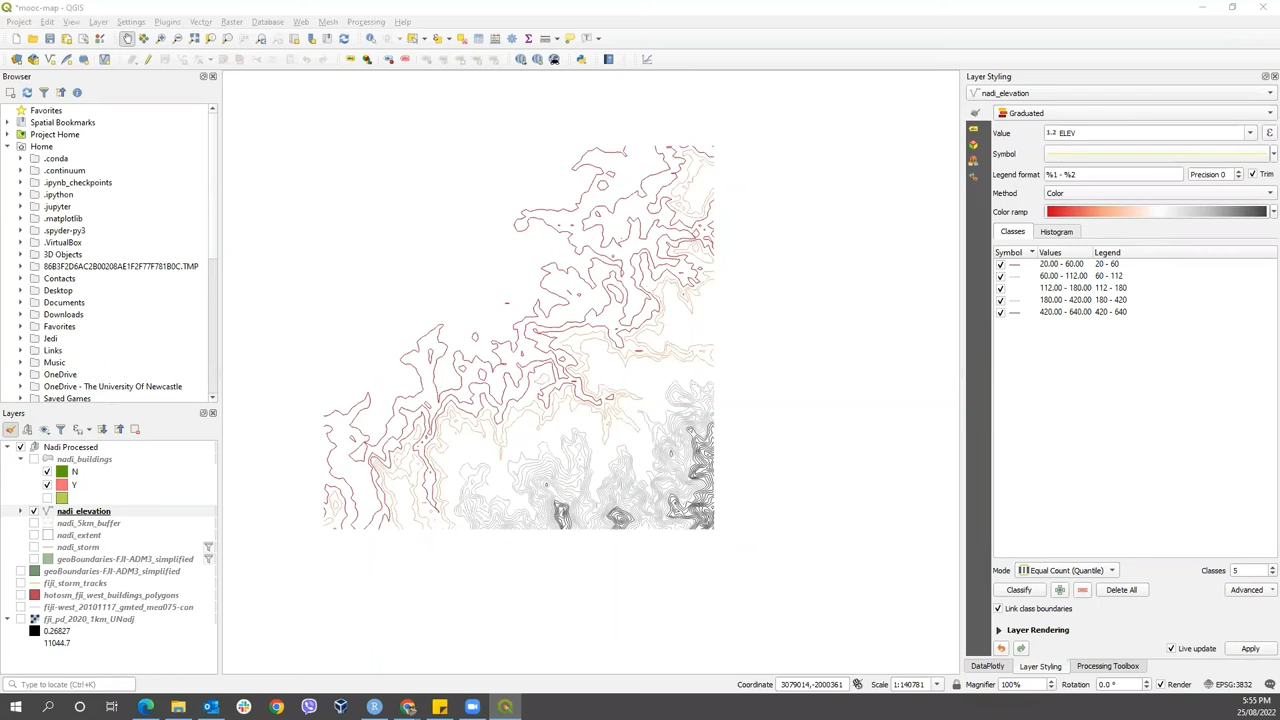 *mooc-map - QGIS
Project Edit View Layer Settings Plugins Vector Raster Database Web Mesh Processing Help
Browser
Favorites
Spatial Bookmarks
Project Home
Home
.conda
.continuum
.ipynb_checkpoints
.ipython
.jupyter
.matplotlib
.spyder-py3
.VirtualBox
3D Objects
86B3F2D6AC2B00208AE1F2F77F781B0C.TMP
Contacts
Desktop
Documents
Downloads
Favorites
Jedi
Links
Music
OneDrive
OneDrive - The University Of Newcastle
Pictures
Saved Games
Layers
Nadi Processed
nadi_buildings
N
Y
nadi_elevation
nadi_5km_buffer
nadi_extent
nadi_storm
geoBoundaries-FJI-ADM3_simplified
geoBoundaries-FJI-ADM3_simplified
fiji_storm_tracks
hotosm_fji_west_buildings_polygons
fiji-west_20101117_gmted_mea075-con
fji_pd_2020_1km_UNadj
0.26827
11044.7
Layer Styling
nadi_elevation
Graduated
Value 1.2 ELEV
Symbol
Legend format %1 - %2 Precision 0 Trim
Method Color
Color ramp
Classes Histogram
Symbol Values Legend
20.00 - 60.00 20 - 60
60.00 - 112.00 60 - 112
112.00 - 180.00 112 - 180
180.00 - 420.00 180 - 420
420.00 - 640.00 420 - 640
Mode Equal Count (Quantile) Classes 5
Classify Delete All Advanced
Link class boundaries
Layer Rendering
Live update Apply
DataPlotly Layer Styling Processing Toolbox
Type to locate (Ctrl+K) Coordinate 3079014,-2000361 Scale 1:140781 Magnifier 100% Rotation 0.0 ° Render EPSG:3832
5:55 PM
25/08/2022